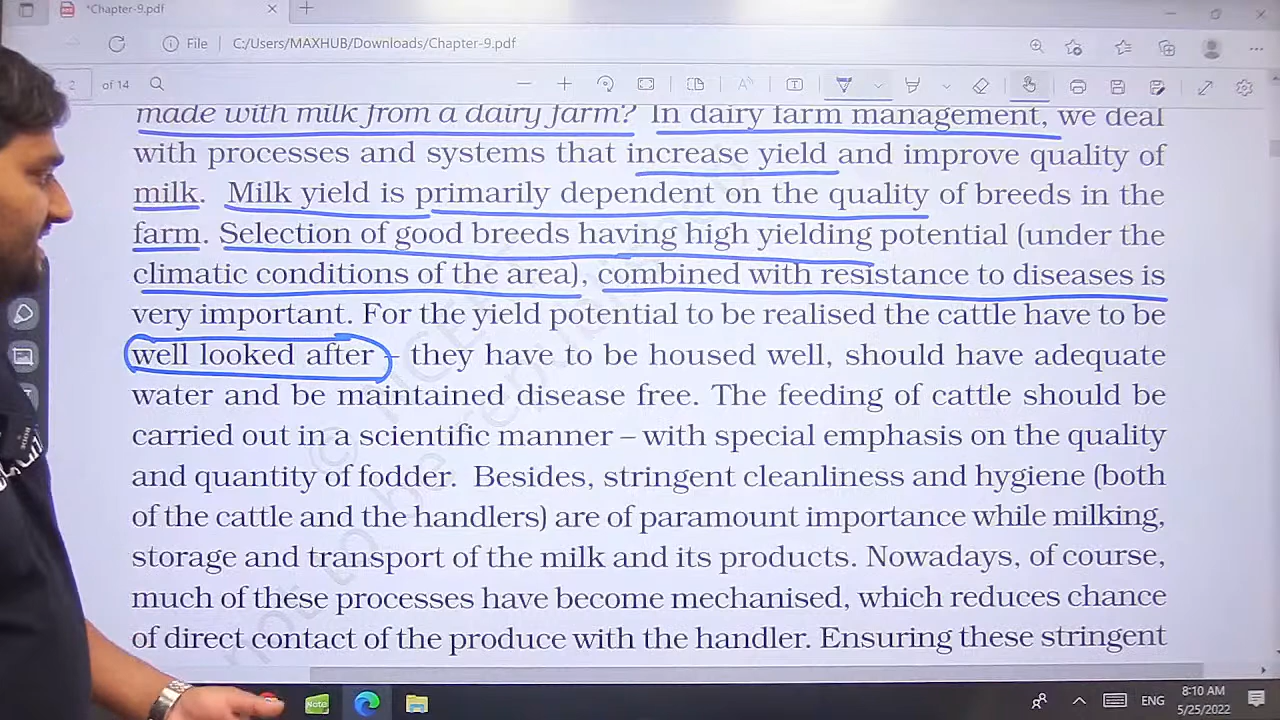 *Chapter-9.pdf
File C:/Users/MAXHUB/Downloads/Chapter-9.pdf
2 of 14
made with milk from a dairy farm? In dairy farm management, we deal
with processes and systems that increase yield and improve quality of
milk. Milk yield is primarily dependent on the quality of breeds in the
farm. Selection of good breeds having high yielding potential (under the
climatic conditions of the area), combined with resistance to diseases is
very important. For the yield potential to be realised the cattle have to be
well looked after – they have to be housed well, should have adequate
water and be maintained disease free. The feeding of cattle should be
carried out in a scientific manner – with special emphasis on the quality
and quantity of fodder. Besides, stringent cleanliness and hygiene (both
of the cattle and the handlers) are of paramount importance while milking,
storage and transport of the milk and its products. Nowadays, of course,
much of these processes have become mechanised, which reduces chance
of direct contact of the produce with the handler. Ensuring these stringent
not to be republished
Note
ENG
8:10 AM
5/25/2022